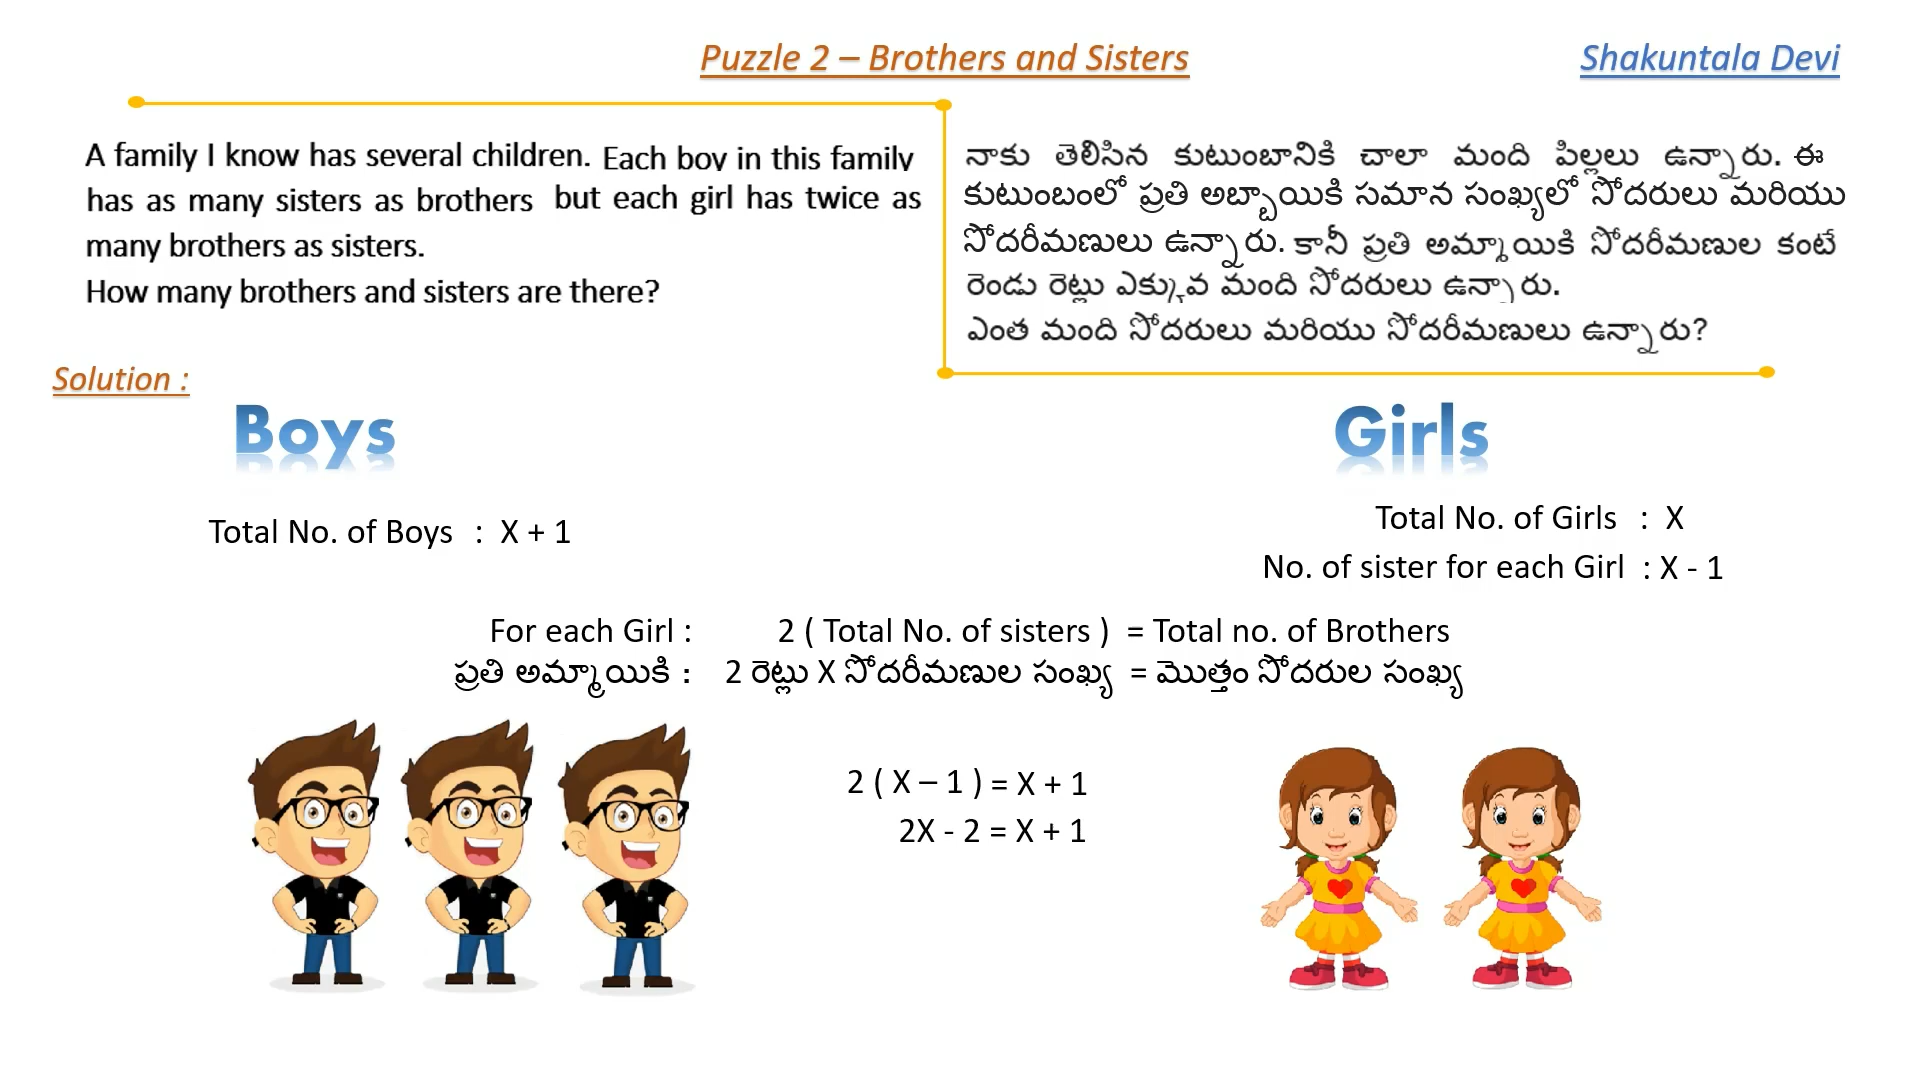 Puzzle 2 – Brothers and Sisters
Shakuntala Devi
A family I know has several children. Each boy in this family
has as many sisters as brothers but each girl has twice as
many brothers as sisters.
How many brothers and sisters are there?
నాకు తెలిసిన కుటుంబానికి చాలా మంది పిల్లలు ఉన్నారు. ఈ
కుటుంబంలో ప్రతి అబ్బాయికి సమాన సంఖ్యలో సోదరులు మరియు
సోదరీమణులు ఉన్నారు. కానీ ప్రతి అమ్మాయికి సోదరీమణుల కంటే
రెండు రెట్లు ఎక్కువ మంది సోదరులు ఉన్నారు.
ఎంత మంది సోదరులు మరియు సోదరీమణులు ఉన్నారు?
Solution :
Boys
Girls
Total No. of Boys : X + 1
Total No. of Girls : X
No. of sister for each Girl : X - 1
For each Girl : 2 ( Total No. of sisters ) = Total no. of Brothers
ప్రతి అమ్మాయికి : 2 రెట్లు X సోదరీమణుల సంఖ్య = మొత్తం సోదరుల సంఖ్య
2 ( X – 1 ) = X + 1
2X - 2 = X + 1